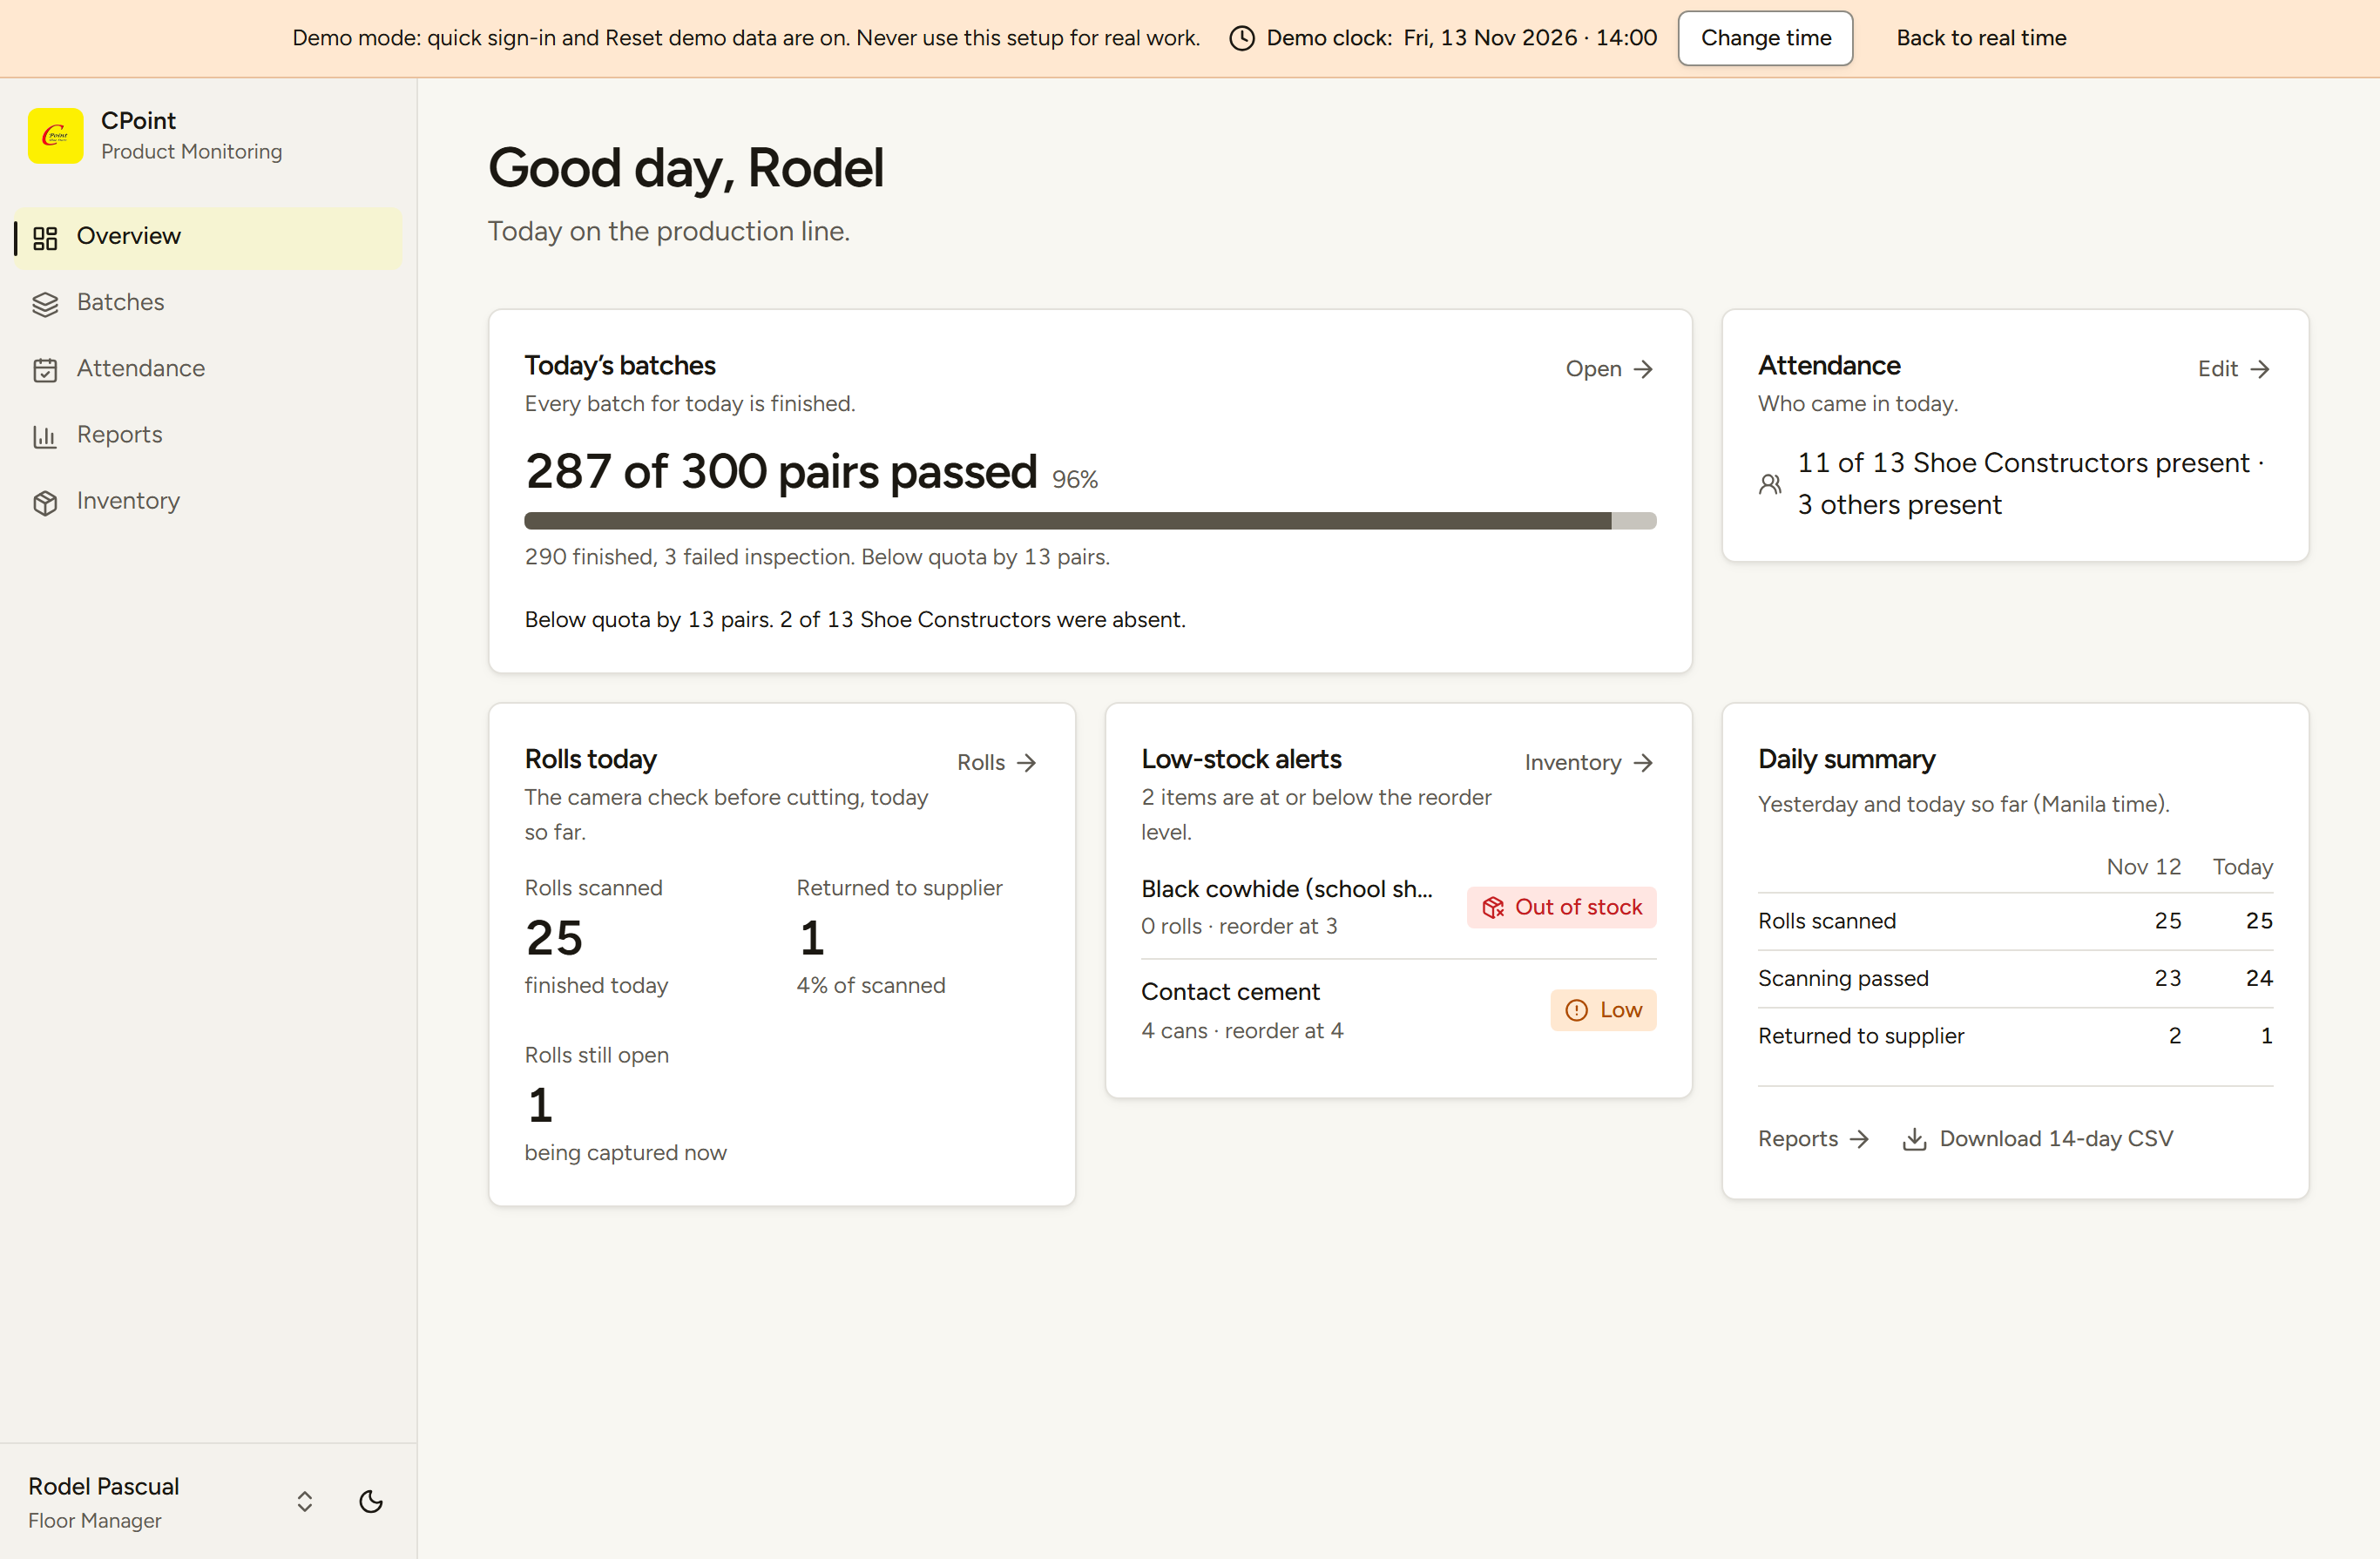 Demo mode: quick sign-in and Reset demo data are on. Never use this setup for real work.
Demo clock: Fri, 13 Nov 2026 · 14:00
Change time
Back to real time
CPoint
Product Monitoring
Overview
Batches
Attendance
Reports
Inventory
Rodel Pascual
Floor Manager
Good day, Rodel
Today on the production line.
Today’s batches
Open
Every batch for today is finished.
287 of 300 pairs passed 96%
290 finished, 3 failed inspection. Below quota by 13 pairs.
Below quota by 13 pairs. 2 of 13 Shoe Constructors were absent.
Attendance
Edit
Who came in today.
11 of 13 Shoe Constructors present ·
3 others present
Rolls today
Rolls
The camera check before cutting, today
so far.
Rolls scanned
25
finished today
Returned to supplier
1
4% of scanned
Rolls still open
1
being captured now
Low-stock alerts
Inventory
2 items are at or below the reorder
level.
Black cowhide (school sh...
0 rolls · reorder at 3
Out of stock
Contact cement
4 cans · reorder at 4
Low
Daily summary
Yesterday and today so far (Manila time).
Nov 12 Today
Rolls scanned 25 25
Scanning passed 23 24
Returned to supplier 2 1
Reports
Download 14-day CSV